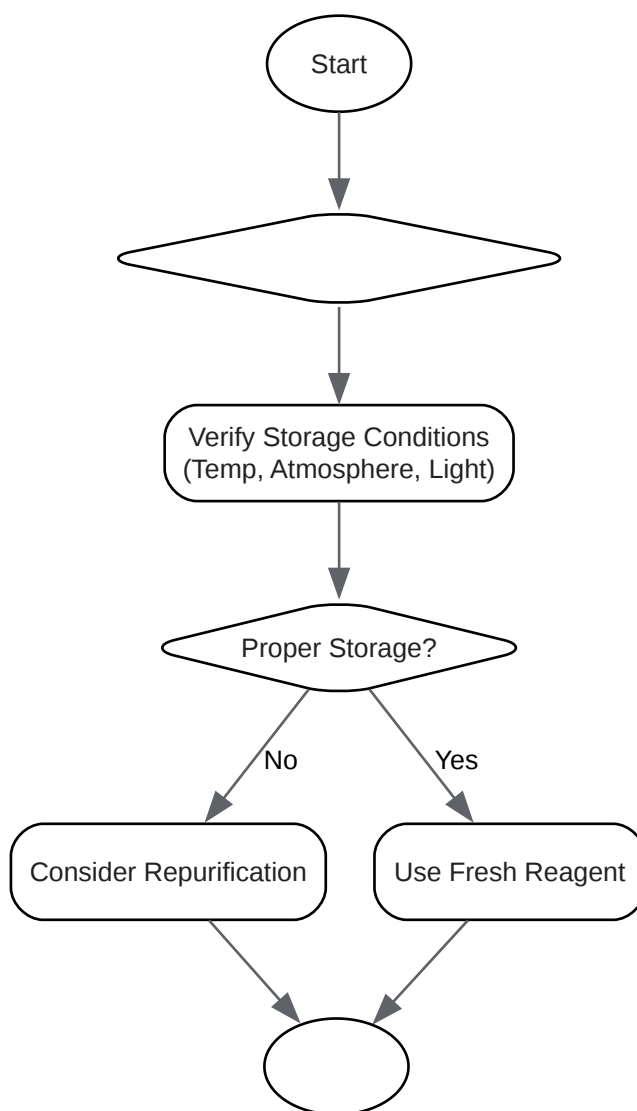 Start
Verify Storage Conditions
(Temp, Atmosphere, Light)
Proper Storage?
No
Yes
Consider Repurification
Use Fresh Reagent